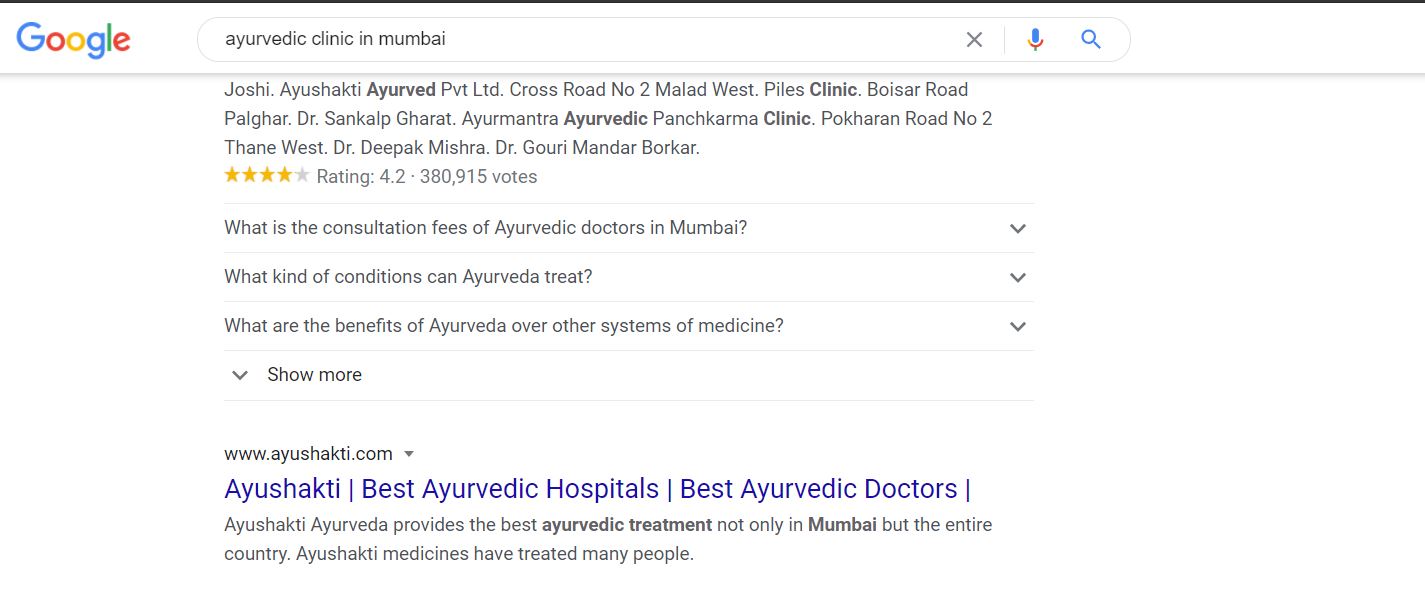 Google
ayurvedic clinic in mumbai
Joshi. Ayushakti Ayurved Pvt Ltd. Cross Road No 2 Malad West. Piles Clinic. Boisar Road
Palghar. Dr. Sankalp Gharat. Ayurmantra Ayurvedic Panchkarma Clinic. Pokharan Road No 2
Thane West. Dr. Deepak Mishra. Dr. Gouri Mandar Borkar.
Rating: 4.2 · 380,915 votes
What is the consultation fees of Ayurvedic doctors in Mumbai?
What kind of conditions can Ayurveda treat?
What are the benefits of Ayurveda over other systems of medicine?
Show more
www.ayushakti.com
Ayushakti | Best Ayurvedic Hospitals | Best Ayurvedic Doctors |
Ayushakti Ayurveda provides the best ayurvedic treatment not only in Mumbai but the entire
country. Ayushakti medicines have treated many people.